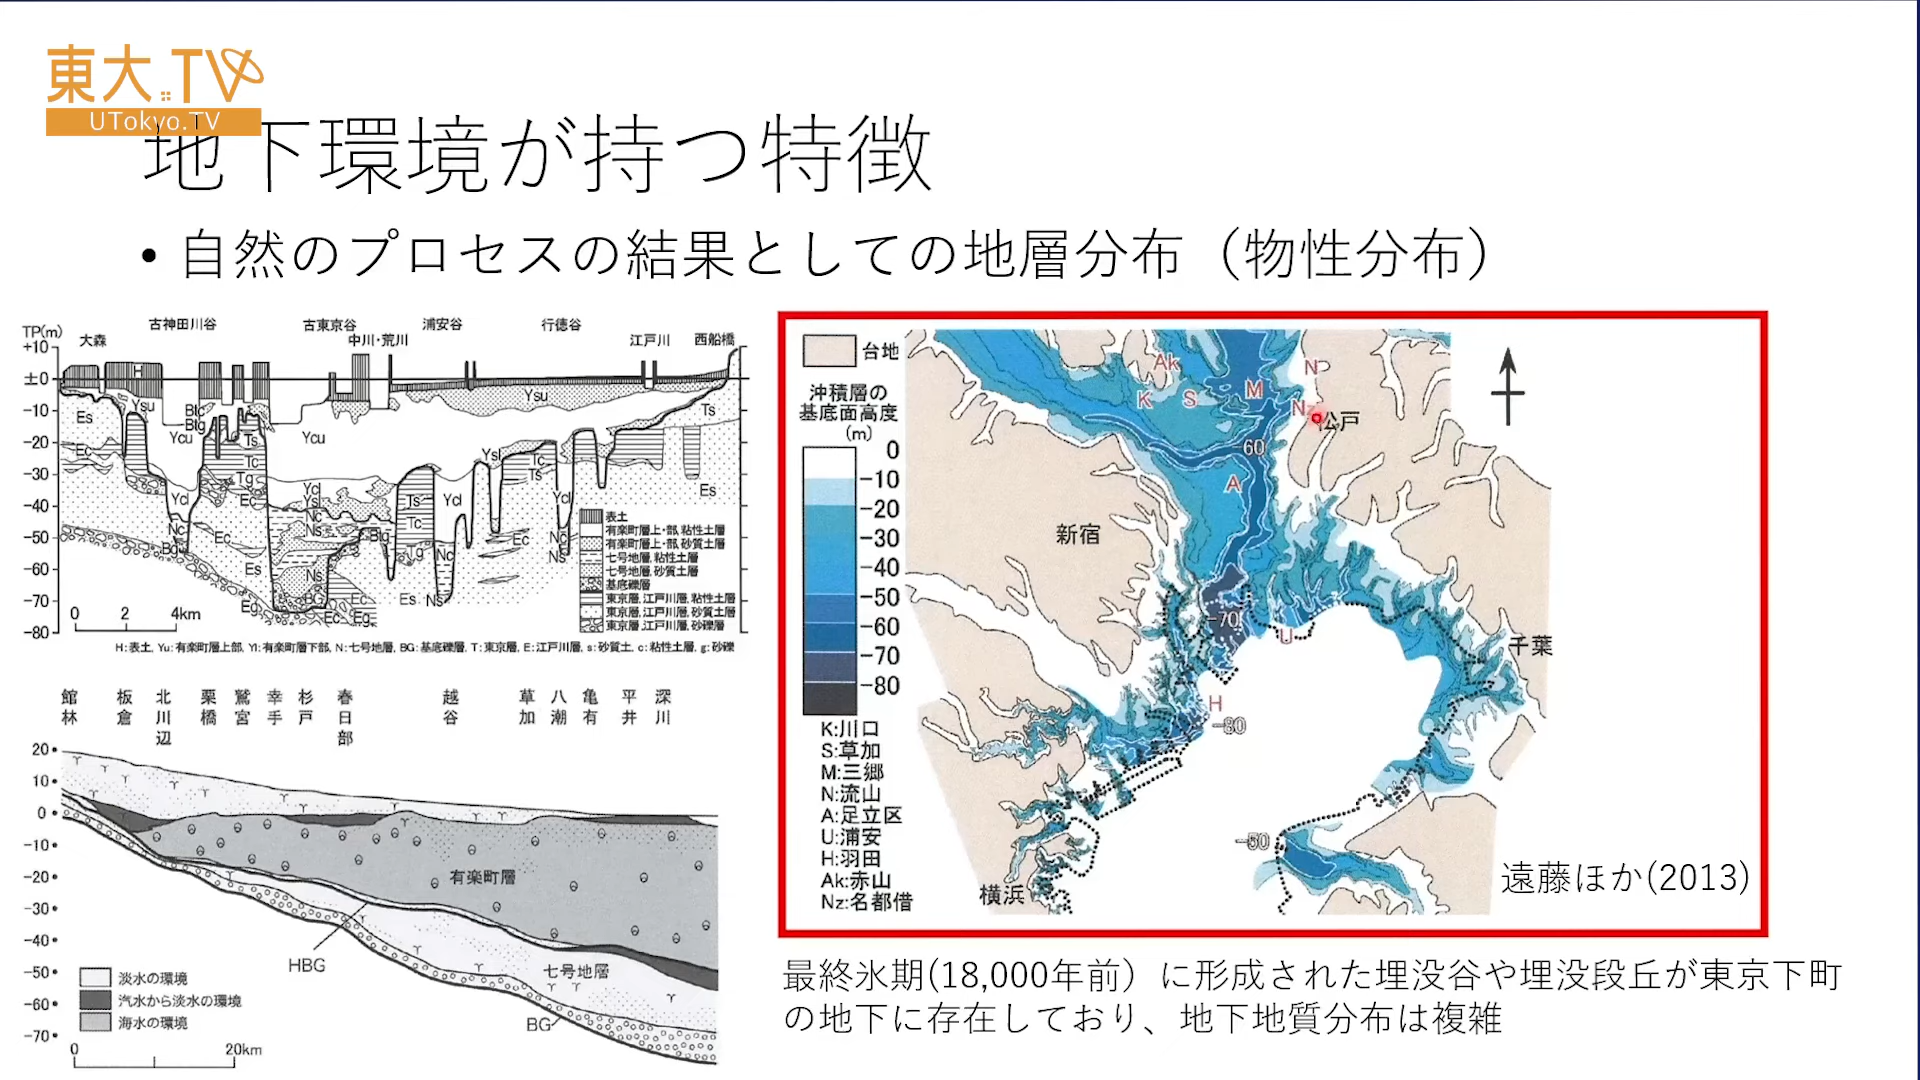 東大TV
UTokyo.TV
地下環境が持つ特徴
• 自然のプロセスの結果としての地層分布（物性分布）
TP(m)
大森
古神田川谷
古東京谷
中川・荒川
浦安谷
行徳谷
江戸川
西船橋
+10
±0
-10
-20
-30
-40
-50
-60
-70
-80
H
Ysu
Btc
Btg
Ycu
Ycu
Ysu
Es
Ec
Ts
Tc
Tg
Ec
Ycl
Nc
Bg
Ec
Es
Eg
Ycl
Ysl
Nc
Ns
Ns
BG
Ec
Eg
Ec
Btg
Ts
Tc
Tg
Es
Ns
Ycl
Nc
Ysl
Tc
Ts
Ec
Ycl
Nc
Ns
Ts
Es
0 2 4km
表土
有楽町層上・部,粘性土層
有楽町層上・部,砂質土層
七号地層,粘性土層
七号地層,砂質土層
基底礫層
東京層,江戸川層,粘性土層
東京層,江戸川層,砂質土層
東京層,江戸川層,砂礫層
H:表土, Yu:有楽町層上部, Yl:有楽町層下部, N:七号地層, BG:基底礫層, T:東京層, E:江戸川層, s:砂質土, c:粘性土層, g:砂礫
館林
板倉
北川辺
栗橋
鷲宮
幸手
杉戸
春日部
越谷
草加
八潮
亀有
平井
深川
20
10
0
-10
-20
-30
-40
-50
-60
-70
有楽町層
七号地層
HBG
BG
淡水の環境
汽水から淡水の環境
海水の環境
0 20km
台地
沖積層の
基底面高度
(m)
0
-10
-20
-30
-40
-50
-60
-70
-80
K:川口
S:草加
M:三郷
N:流山
A:足立区
U:浦安
H:羽田
Ak:赤山
Nz:名都借
Ak
K
S
M
N
Nz
松戸
60
A
新宿
-70
U
千葉
H
-80
-50
横浜
遠藤ほか(2013)
最終氷期(18,000年前）に形成された埋没谷や埋没段丘が東京下町
の地下に存在しており、地下地質分布は複雑